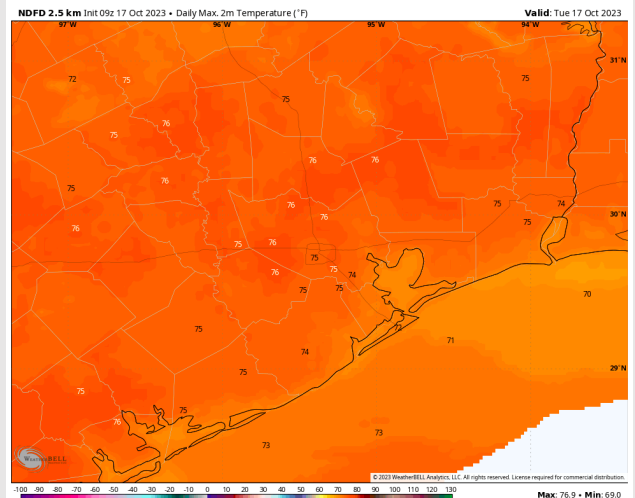 NDFD 2.5 km Init 09z 17 Oct 2023 • Daily Max. 2m Temperature (°F) Valid: Tue 17 Oct 2023
97°W 96°W 95°W 94°W
31°N
72 75 75
75
76
75
76 76
76
75
75 74
76 76
75
30°N
76
75 76
75
76 75 74
75 75
70
72
75
71
74
29°N
75
75
75
76
73 73
WEATHERBELL
© 2023 WeatherBELL Analytics, LLC. All rights reserved. License required for commercial distribution.
-100 -90 -80 -70 -60 -50 -40 -30 -20 -10 0 10 20 30 40 50 60 70 80 90 100 110 120 130
Max: 76.9 • Min: 69.0